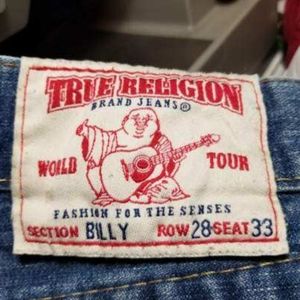 TRUE RELIGION
BRAND JEANS®
WORLD TOUR
FASHION FOR THE SENSES
SECTION BILLY ROW 28 SEAT 33